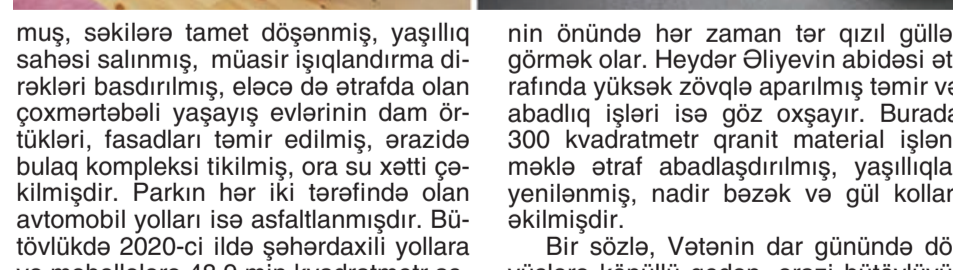 muş, səkilərə tamet döşənmiş, yaşıllıq
sahəsi salınmış, müasir işıqlandırma di-
rəkləri basdırılmış, eləcə də ətrafda olan
çoxmərtəbəli yaşayış evlərinin dam ör-
tükləri, fasadları təmir edilmiş, ərazidə
bulaq kompleksi tikilmiş, ora su xətti çə-
kilmişdir. Parkın hər iki tərəfində olan
avtomobil yolları isə asfaltlanmışdır. Bü-
tövlükdə 2020-ci ildə şəhərdaxili yollara
nin önündə hər zaman tər qızıl güllə
görmək olar. Heydər Əliyevin abidəsi ət
rafında yüksək zövqlə aparılmış təmir və
abadlıq işləri isə göz oxşayır. Burada
300 kvadratmetr qranit material işlən
məklə ətraf abadlaşdırılmış, yaşıllıqla
yenilənmiş, nadir bəzək və gül kollar
əkilmişdir.
Bir sözlə, Vətənin dar günündə dö